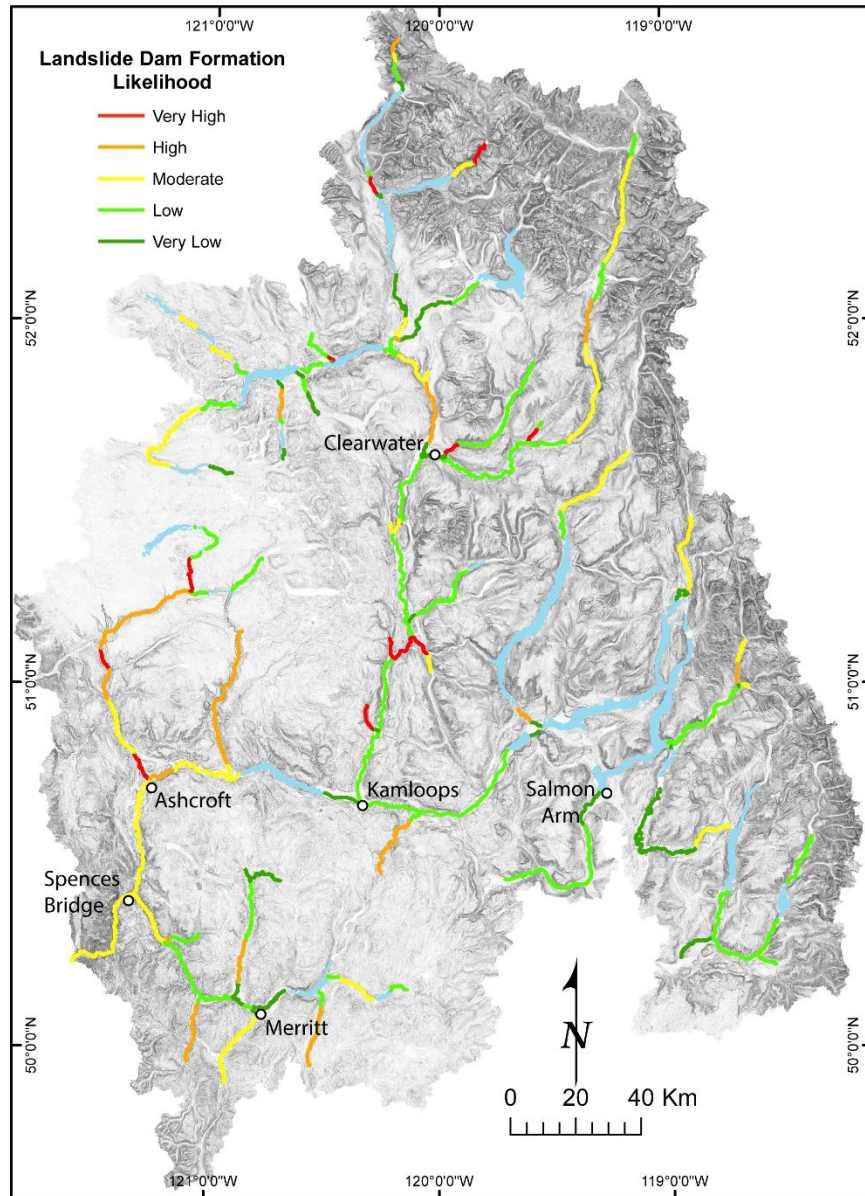 121°0'0"W
120°0'0"W
119°0'0"W
Landslide Dam Formation
Likelihood
Very High
High
Moderate
Low
Very Low
52°0'0"N
52°0'0"N
Clearwater
51°0'0"N
51°0'0"N
Ashcroft
Kamloops
Salmon
Arm
Spences
Bridge
Merritt
50°0'0"N
50°0'0"N
N
0 20 40 Km
121°0'0"W
120°0'0"W
119°0'0"W